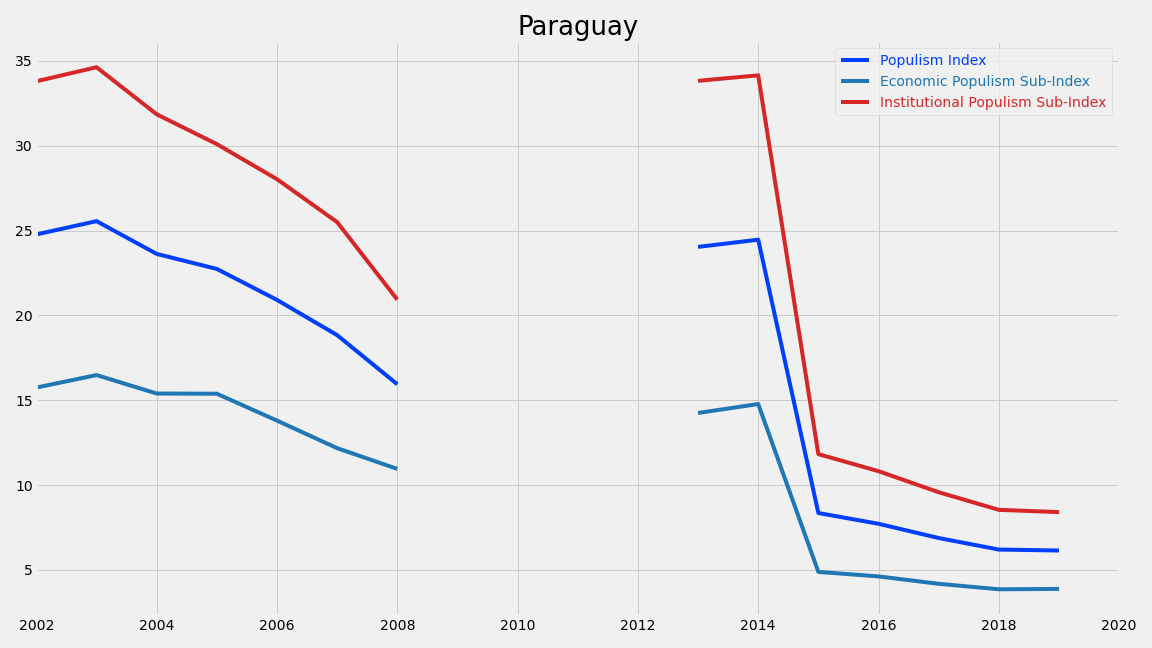 Paraguay
Populism Index
Economic Populism Sub-Index
Institutional Populism Sub-Index
35
30
25
20
15
10
5
2002 2004 2006 2008 2010 2012 2014 2016 2018 2020